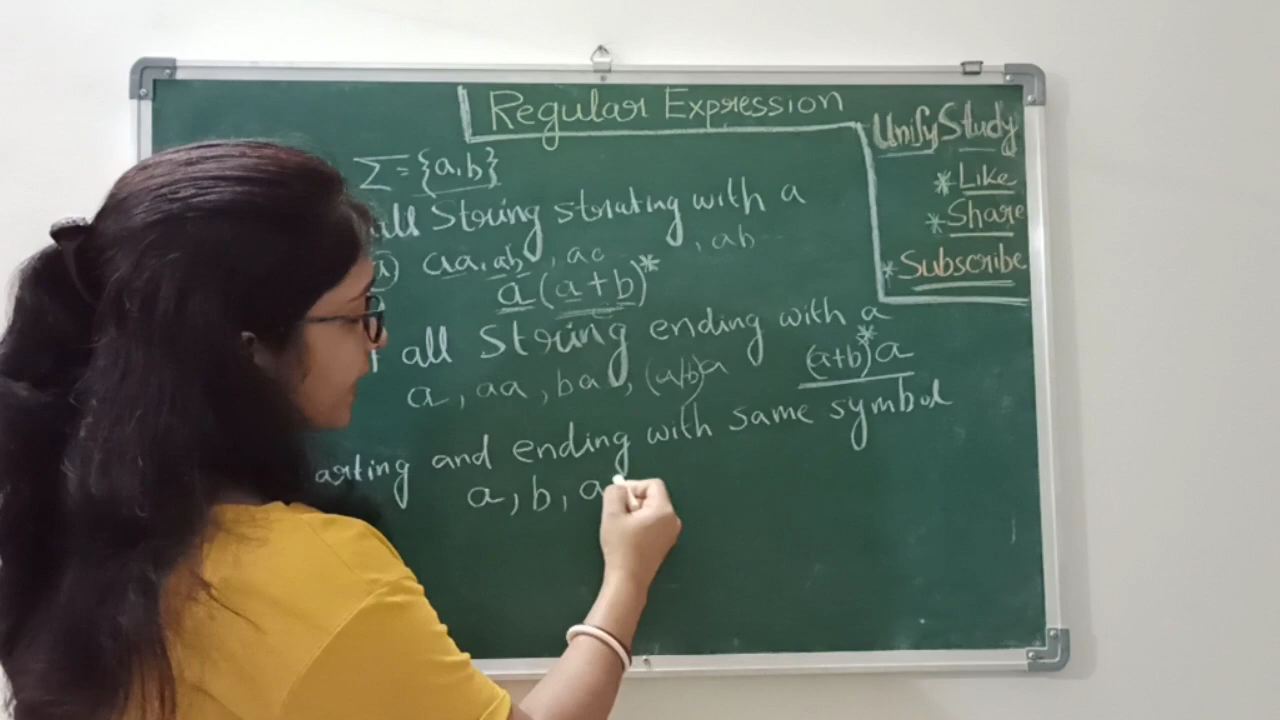 Regular Expression
UnifyStudy
* Like
* Share
* Subscribe
Σ = {a,b}
all String strating with a
aa, ab, aa , ab
a(a+b)*
all String ending with a
a, aa, ba, (a/b)a (a+b)*a
arting and ending with same symbol
a, b, a